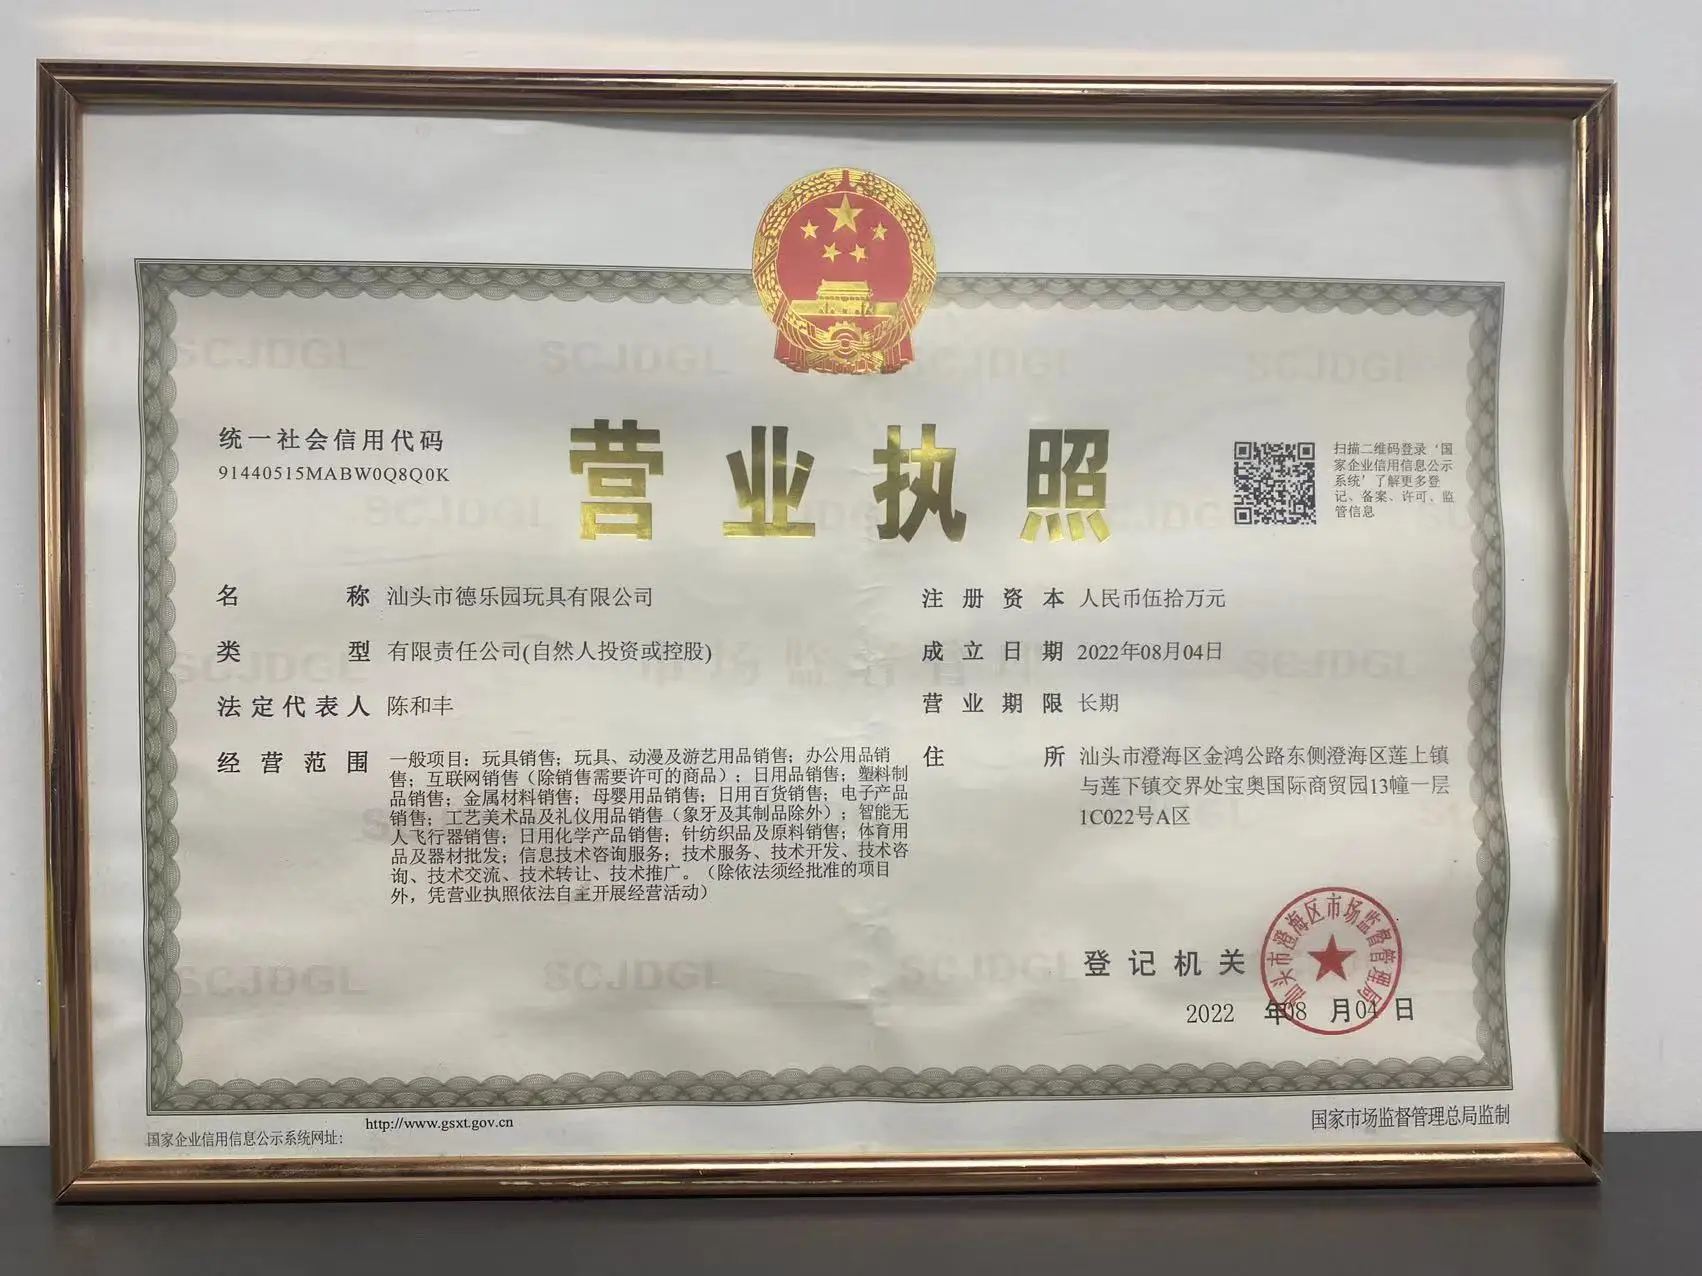 统一社会信用代码
91440515MABW0Q8Q0K
营业执照
扫描二维码登录‘国
家企业信用信息公示
系统’了解更多登
记、备案、许可、监
管信息
名称 汕头市德乐园玩具有限公司
类型 有限责任公司(自然人投资或控股)
法定代表人 陈和丰
经营范围 一般项目：玩具销售；玩具、动漫及游艺用品销售；办公用品销
售；互联网销售（除销售需要许可的商品）；日用品销售；塑料制
品销售；金属材料销售；母婴用品销售；日用百货销售；电子产品
销售；工艺美术品及礼仪用品销售（象牙及其制品除外）；智能无
人飞行器销售；日用化学产品销售；针纺织品及原料销售；体育用
品及器材批发；信息技术咨询服务；技术服务、技术开发、技术咨
询、技术交流、技术转让、技术推广。（除依法须经批准的项目
外，凭营业执照依法自主开展经营活动）
注册资本 人民币伍拾万元
成立日期 2022年08月04日
营业期限 长期
住所 汕头市澄海区金鸿公路东侧澄海区莲上镇
与莲下镇交界处宝奥国际商贸园13幢一层
1C022号A区
登记机关
汕头市澄海区市场监督管理局
2022 年08 月04 日
国家企业信用信息公示系统网址：
http://www.gsxt.gov.cn
国家市场监督管理总局监制
SCJDGL
SCJDGL
SCJDGL
SCJDGL
SCJDGL
SCJDGL
SCJDGL
SCJDGL
SCJDGL
SCJDGL